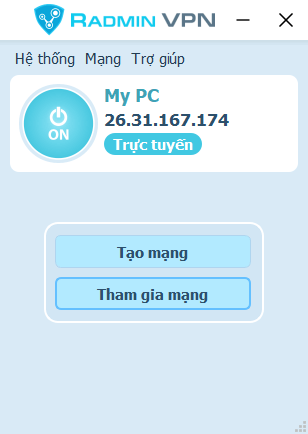 RADMIN VPN
Hệ thống Mạng Trợ giúp
My PC
26.31.167.174
ON
Trực tuyến
Tạo mạng
Tham gia mạng